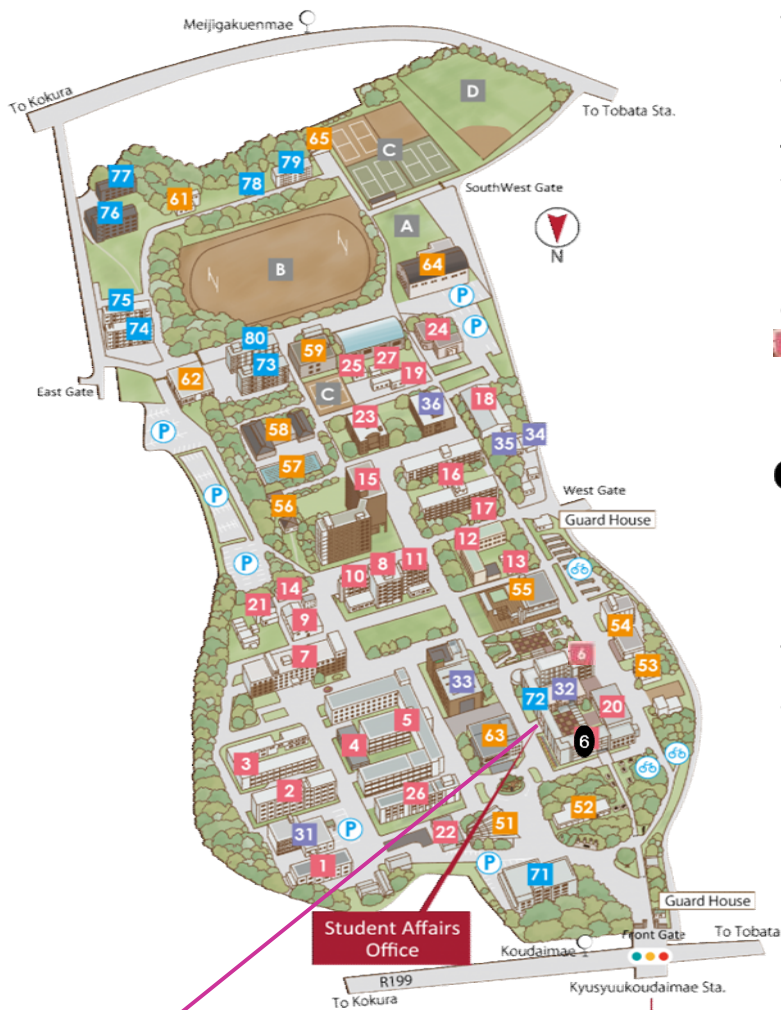 Meijigakuenmae
To Kokura
D
To Tobata Sta.
65
C
79
77
78
61
76
SouthWest Gate
A
N
B
64
P
75
74
P
24
80
59
27
25
73
19
62
East Gate
C
36
18
23
58
34
35
P
57
15
16
P
56
17
West Gate
Guard House
12
11
13
P
8
10
55
14
21
9
54
7
6
53
33
32
72
20
5
63
4
6
3
2
26
52
31
P
51
22
1
P
71
Guard House
Student Affairs
Office
Front Gate
To Tobata
Koudaimae
R199
Kyusyuukoudaimae Sta.
To Kokura